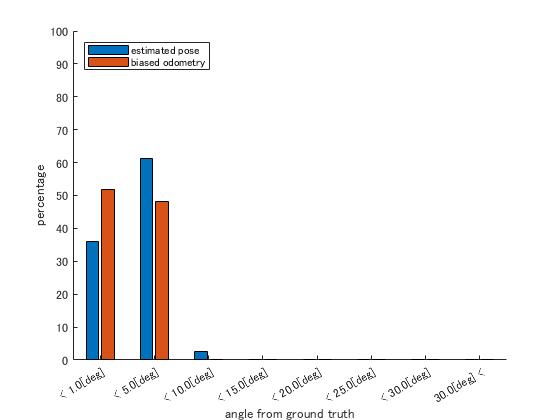 estimated pose
biased odometry
percentage
100
90
80
70
60
50
40
30
20
10
0
< 1.0[deg]
< 5.0[deg]
< 10.0[deg]
< 15.0[deg]
< 20.0[deg]
< 25.0[deg]
< 30.0[deg]
30.0[deg] <
angle from ground truth